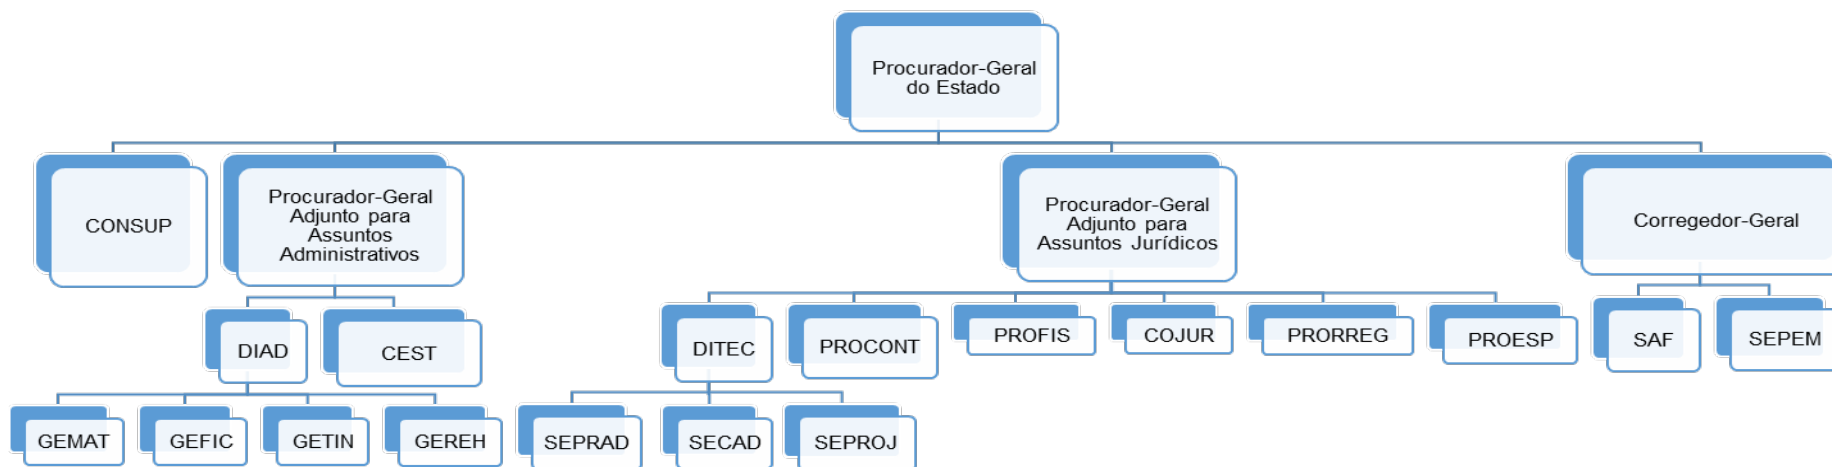 Procurador-Geral
do Estado
CONSUP
Procurador-Geral
Adjunto para
Assuntos
Administrativos
Procurador-Geral
Adjunto para
Assuntos Jurídicos
Corregedor-Geral
DIAD
CEST
DITEC
PROCONT
PROFIS
COJUR
PRORREG
PROESP
SAF
SEPEM
GEMAT
GEFIC
GETIN
GEREH
SEPRAD
SECAD
SEPROJ